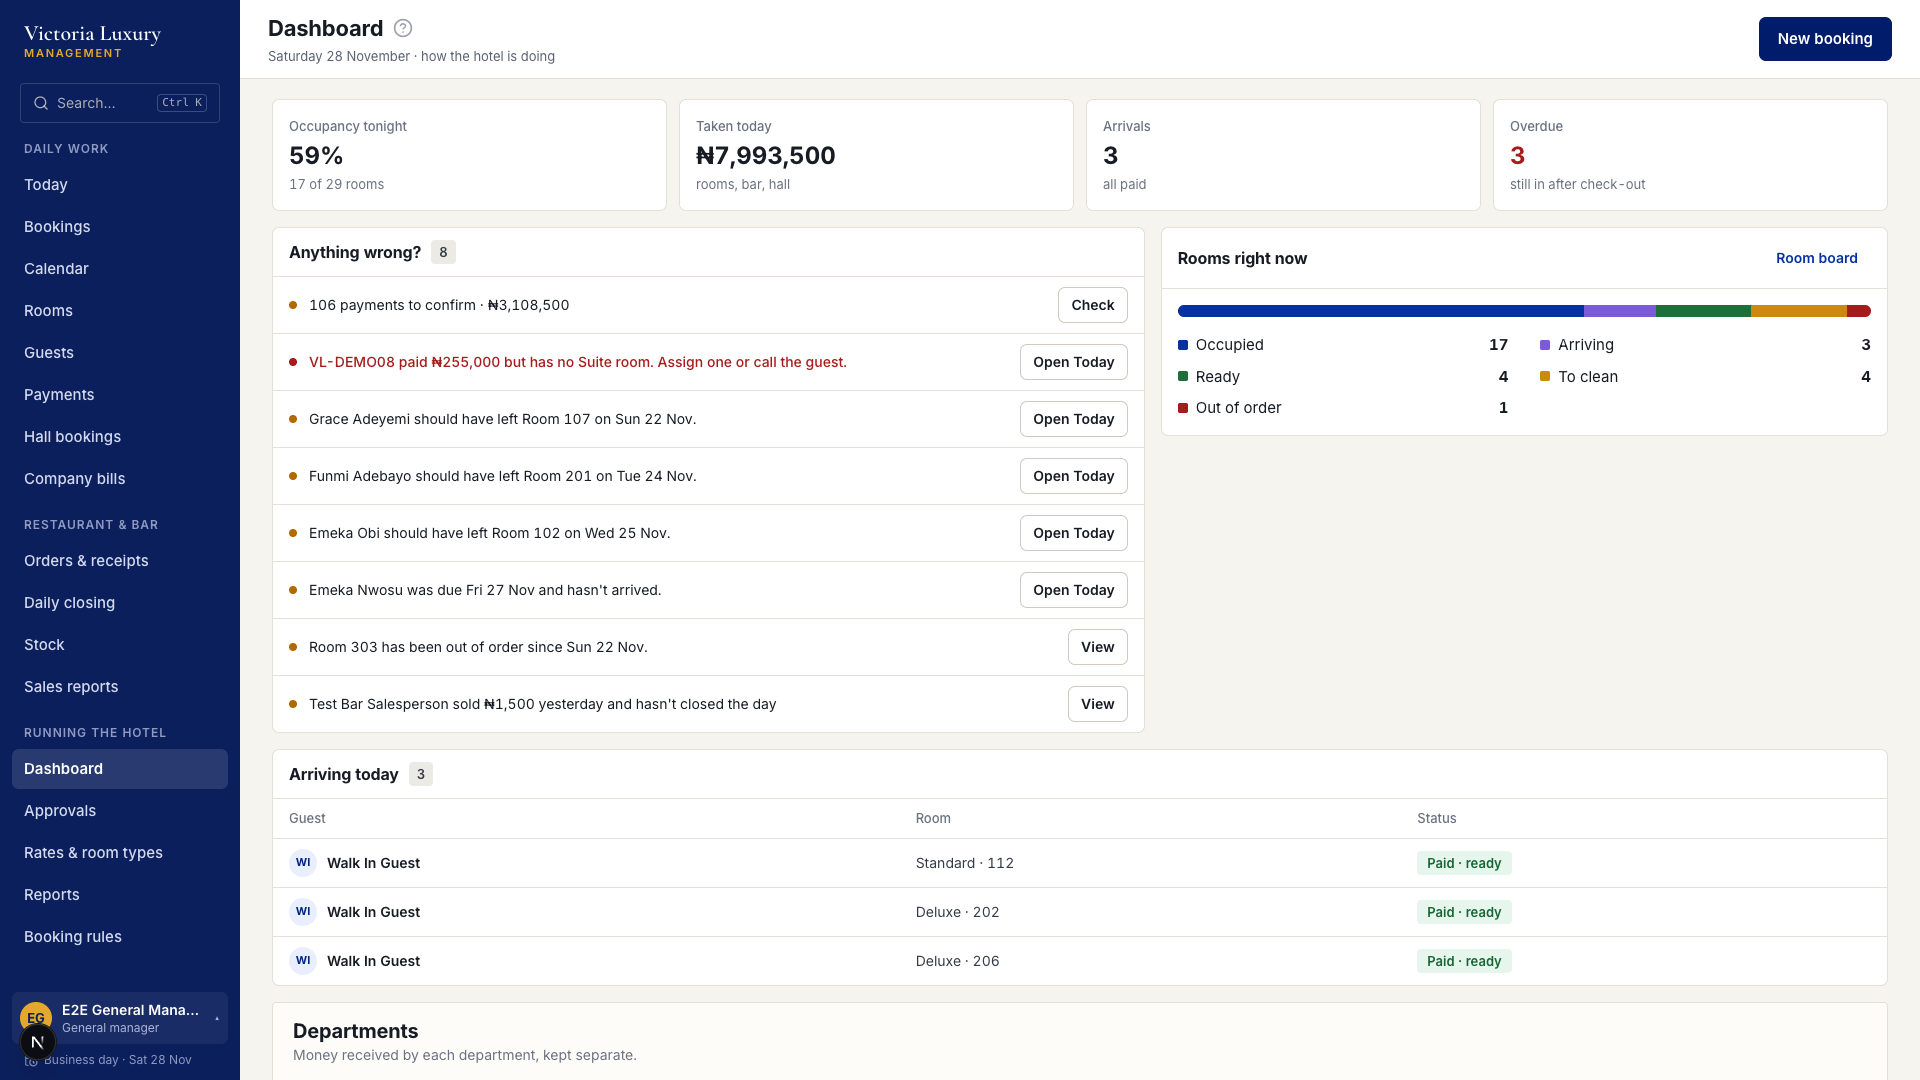 Victoria Luxury
MANAGEMENT
Search...
Ctrl K
DAILY WORK
Today
Bookings
Calendar
Rooms
Guests
Payments
Hall bookings
Company bills
RESTAURANT & BAR
Orders & receipts
Daily closing
Stock
Sales reports
RUNNING THE HOTEL
Dashboard
Approvals
Rates & room types
Reports
Booking rules
EG
E2E General Mana...
General manager
N
Business day · Sat 28 Nov
Dashboard ?
Saturday 28 November · how the hotel is doing
New booking
Occupancy tonight
59%
17 of 29 rooms
Taken today
₦7,993,500
rooms, bar, hall
Arrivals
3
all paid
Overdue
3
still in after check-out
Anything wrong? 8
106 payments to confirm · ₦3,108,500
Check
VL-DEMO08 paid ₦255,000 but has no Suite room. Assign one or call the guest.
Open Today
Grace Adeyemi should have left Room 107 on Sun 22 Nov.
Open Today
Funmi Adebayo should have left Room 201 on Tue 24 Nov.
Open Today
Emeka Obi should have left Room 102 on Wed 25 Nov.
Open Today
Emeka Nwosu was due Fri 27 Nov and hasn't arrived.
Open Today
Room 303 has been out of order since Sun 22 Nov.
View
Test Bar Salesperson sold ₦1,500 yesterday and hasn't closed the day
View
Rooms right now
Room board
Occupied 17
Arriving 3
Ready 4
To clean 4
Out of order 1
Arriving today 3
Guest Room Status
WI Walk In Guest Standard · 112 Paid · ready
WI Walk In Guest Deluxe · 202 Paid · ready
WI Walk In Guest Deluxe · 206 Paid · ready
Departments
Money received by each department, kept separate.